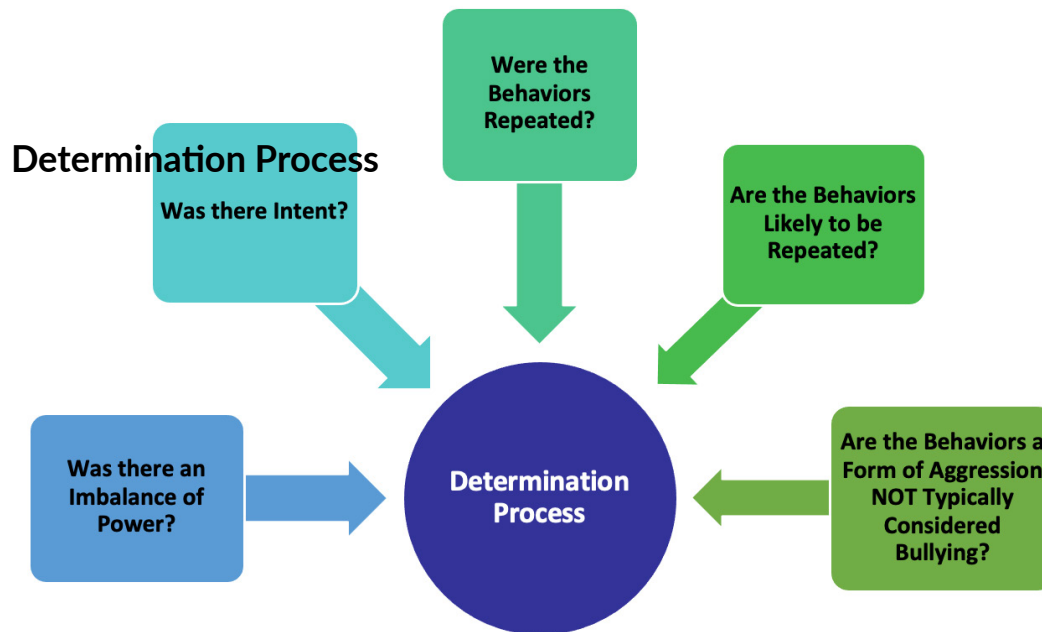 Determination Process
Was there Intent?
Were the
Behaviors
Repeated?
Are the Behaviors
Likely to be
Repeated?
Was there an
Imbalance of
Power?
Determination
Process
Are the Behaviors a
Form of Aggression
NOT Typically
Considered
Bullying?